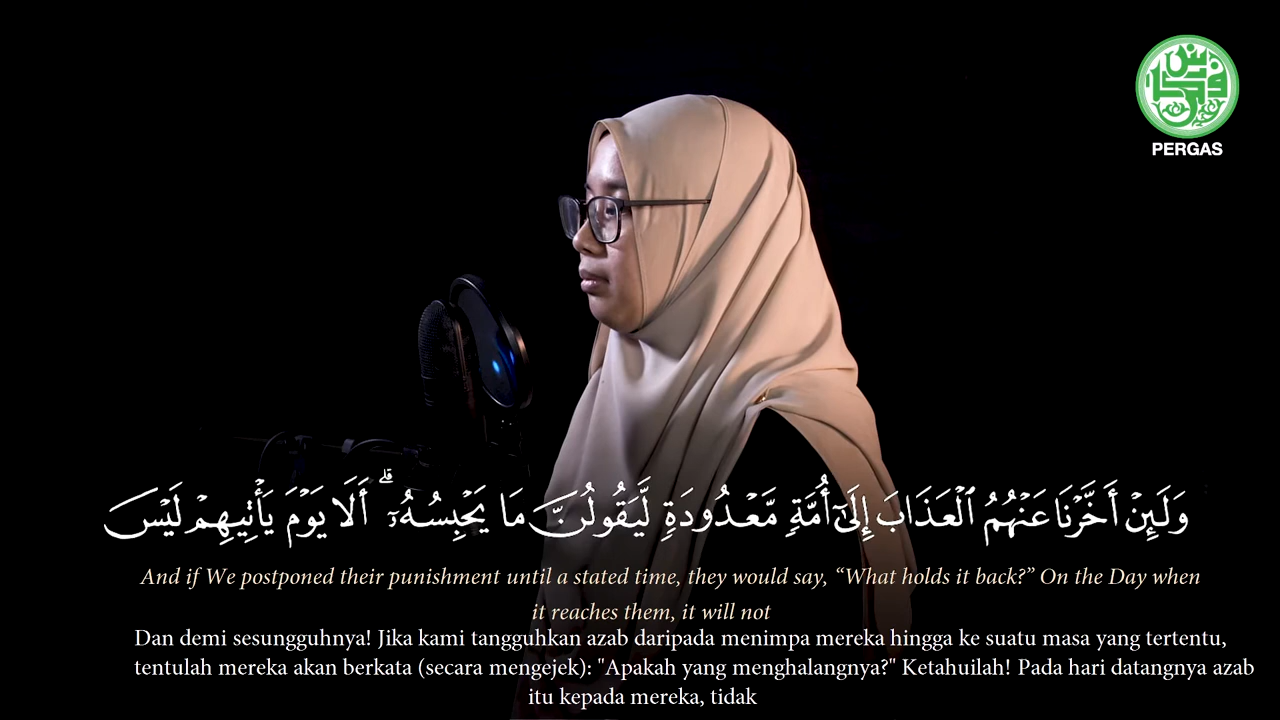 PERGAS
وَلَئِنْ أَخَّرْنَا عَنْهُمُ ٱلْعَذَابَ إِلَىٰٓ أُمَّةٍ مَّعْدُودَةٍ لَّيَقُولُنَّ مَا يَحْبِسُهُۥٓ ۗ أَلَا يَوْمَ يَأْتِيهِمْ لَيْسَ
And if We postponed their punishment until a stated time, they would say, “What holds it back?” On the Day when
it reaches them, it will not
Dan demi sesungguhnya! Jika kami tangguhkan azab daripada menimpa mereka hingga ke suatu masa yang tertentu,
tentulah mereka akan berkata (secara mengejek): "Apakah yang menghalangnya?" Ketahuilah! Pada hari datangnya azab
itu kepada mereka, tidak